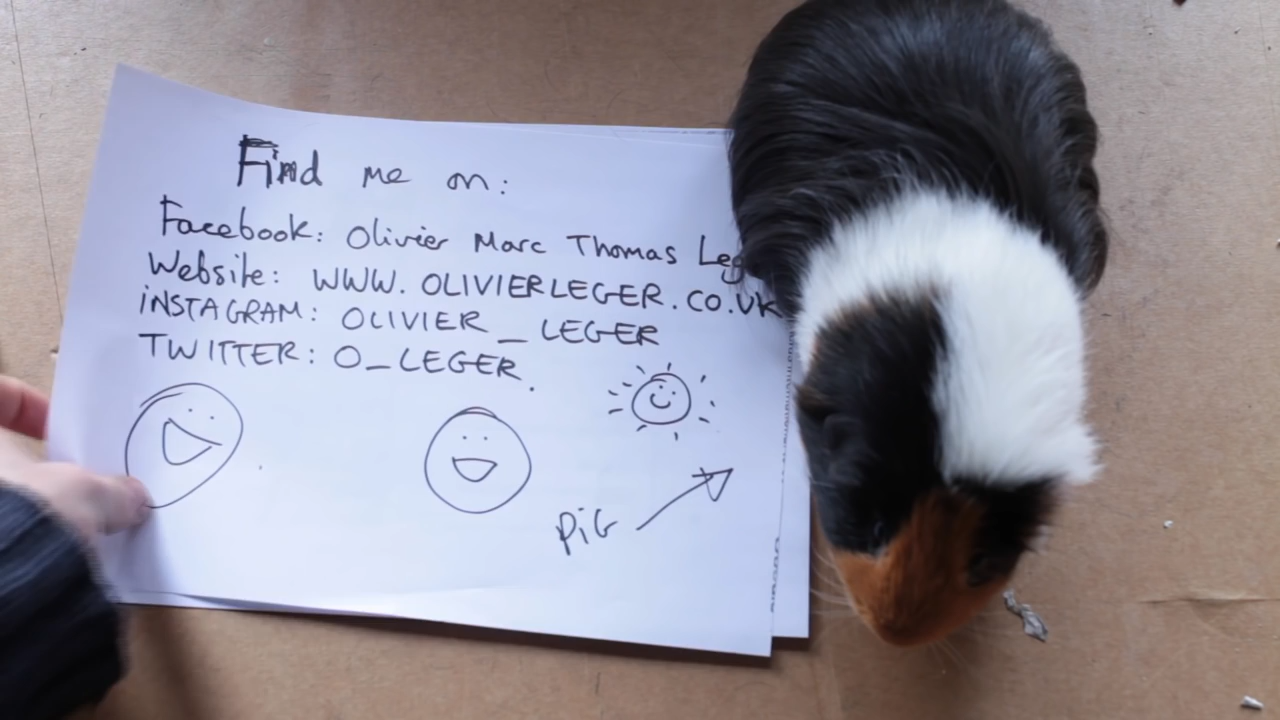 Find me on:
Facebook: Olivier Marc Thomas Leg
Website: WWW.OLIVIERLEGER.CO.UK
iNSTAGRAM: OLIVIER_LEGER
TWITTER: O_LEGER.
PiG